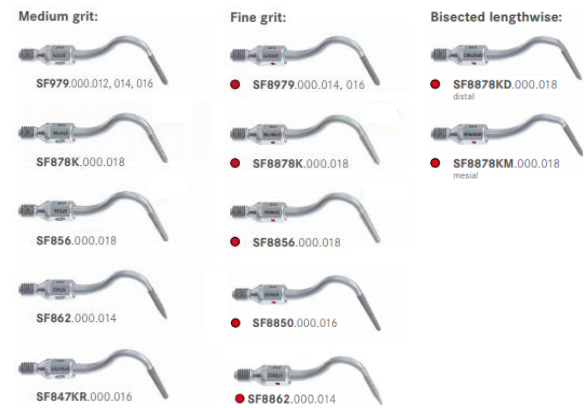 Medium grit:
Fine grit:
Bisected lengthwise:
SF979.000.012, 014, 016
SF8979.000.014, 016
SF8878KD.000.018
distal
SF878K.000.018
SF8878K.000.018
SF8878KM.000.018
mesial
SF856.000.018
SF8856.000.018
SF862.000.014
SF8850.000.016
SF847KR.000.016
SF8862.000.014